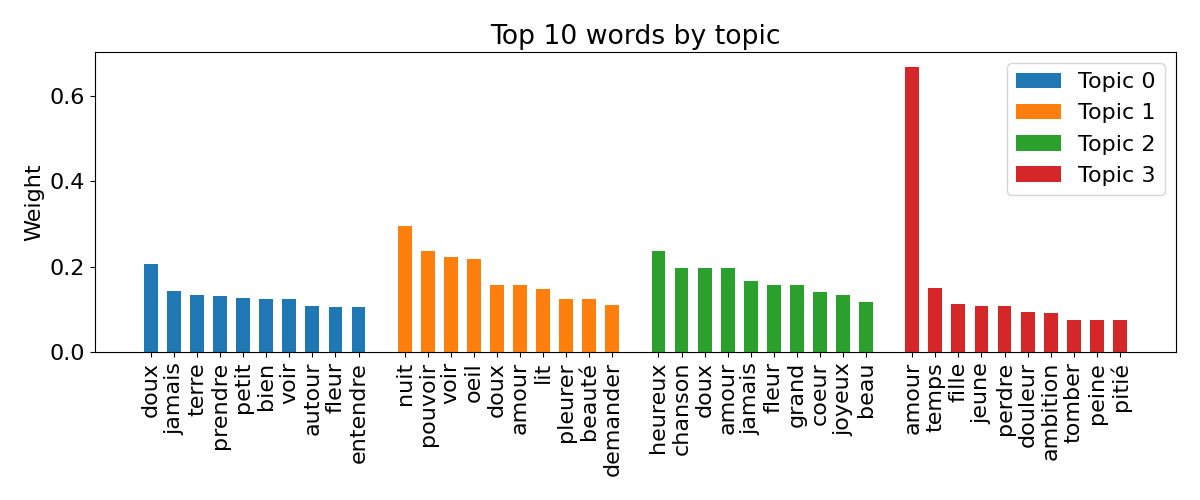 Top 10 words by topic
Weight
0.6
0.4
0.2
0.0
Topic 0
Topic 1
Topic 2
Topic 3
doux
jamais
terre
prendre
petit
bien
voir
autour
fleur
entendre
nuit
pouvoir
voir
oeil
doux
amour
lit
pleurer
beauté
demander
heureux
chanson
doux
amour
jamais
fleur
grand
coeur
joyeux
beau
amour
temps
fille
jeune
perdre
douleur
ambition
tomber
peine
pitié